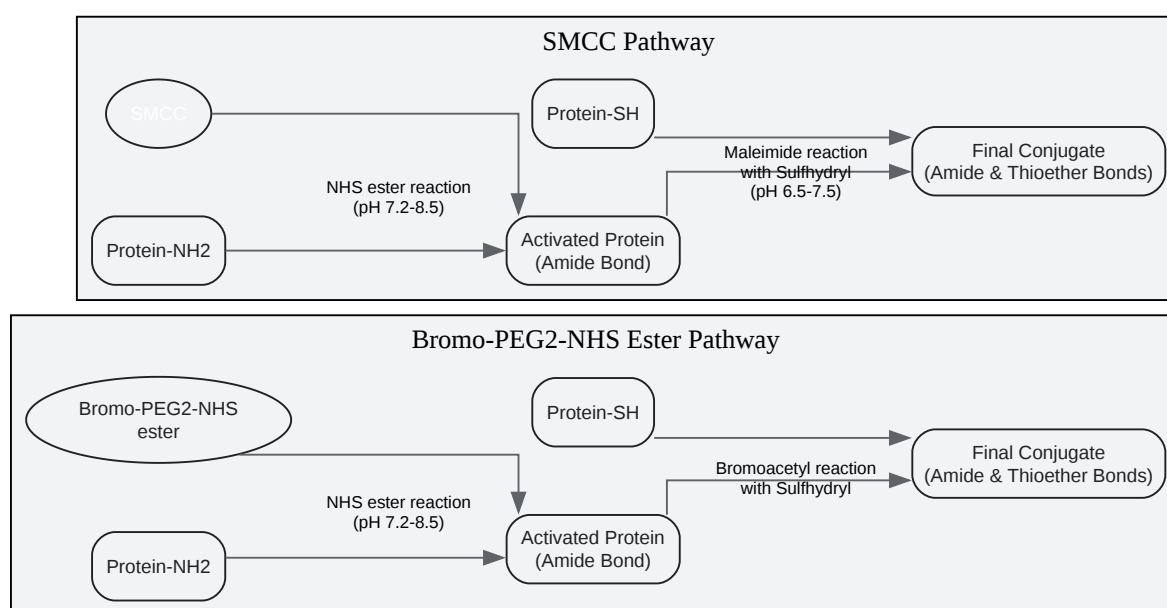 SMCC Pathway
SMCC
Protein-SH
Maleimide reaction
with Sulfhydryl
(pH 6.5-7.5)
Final Conjugate
(Amide & Thioether Bonds)
NHS ester reaction
(pH 7.2-8.5)
Protein-NH2
Activated Protein
(Amide Bond)
Bromo-PEG2-NHS Ester Pathway
Bromo-PEG2-NHS
ester
Protein-SH
Bromoacetyl reaction
with Sulfhydryl
Final Conjugate
(Amide & Thioether Bonds)
NHS ester reaction
(pH 7.2-8.5)
Protein-NH2
Activated Protein
(Amide Bond)